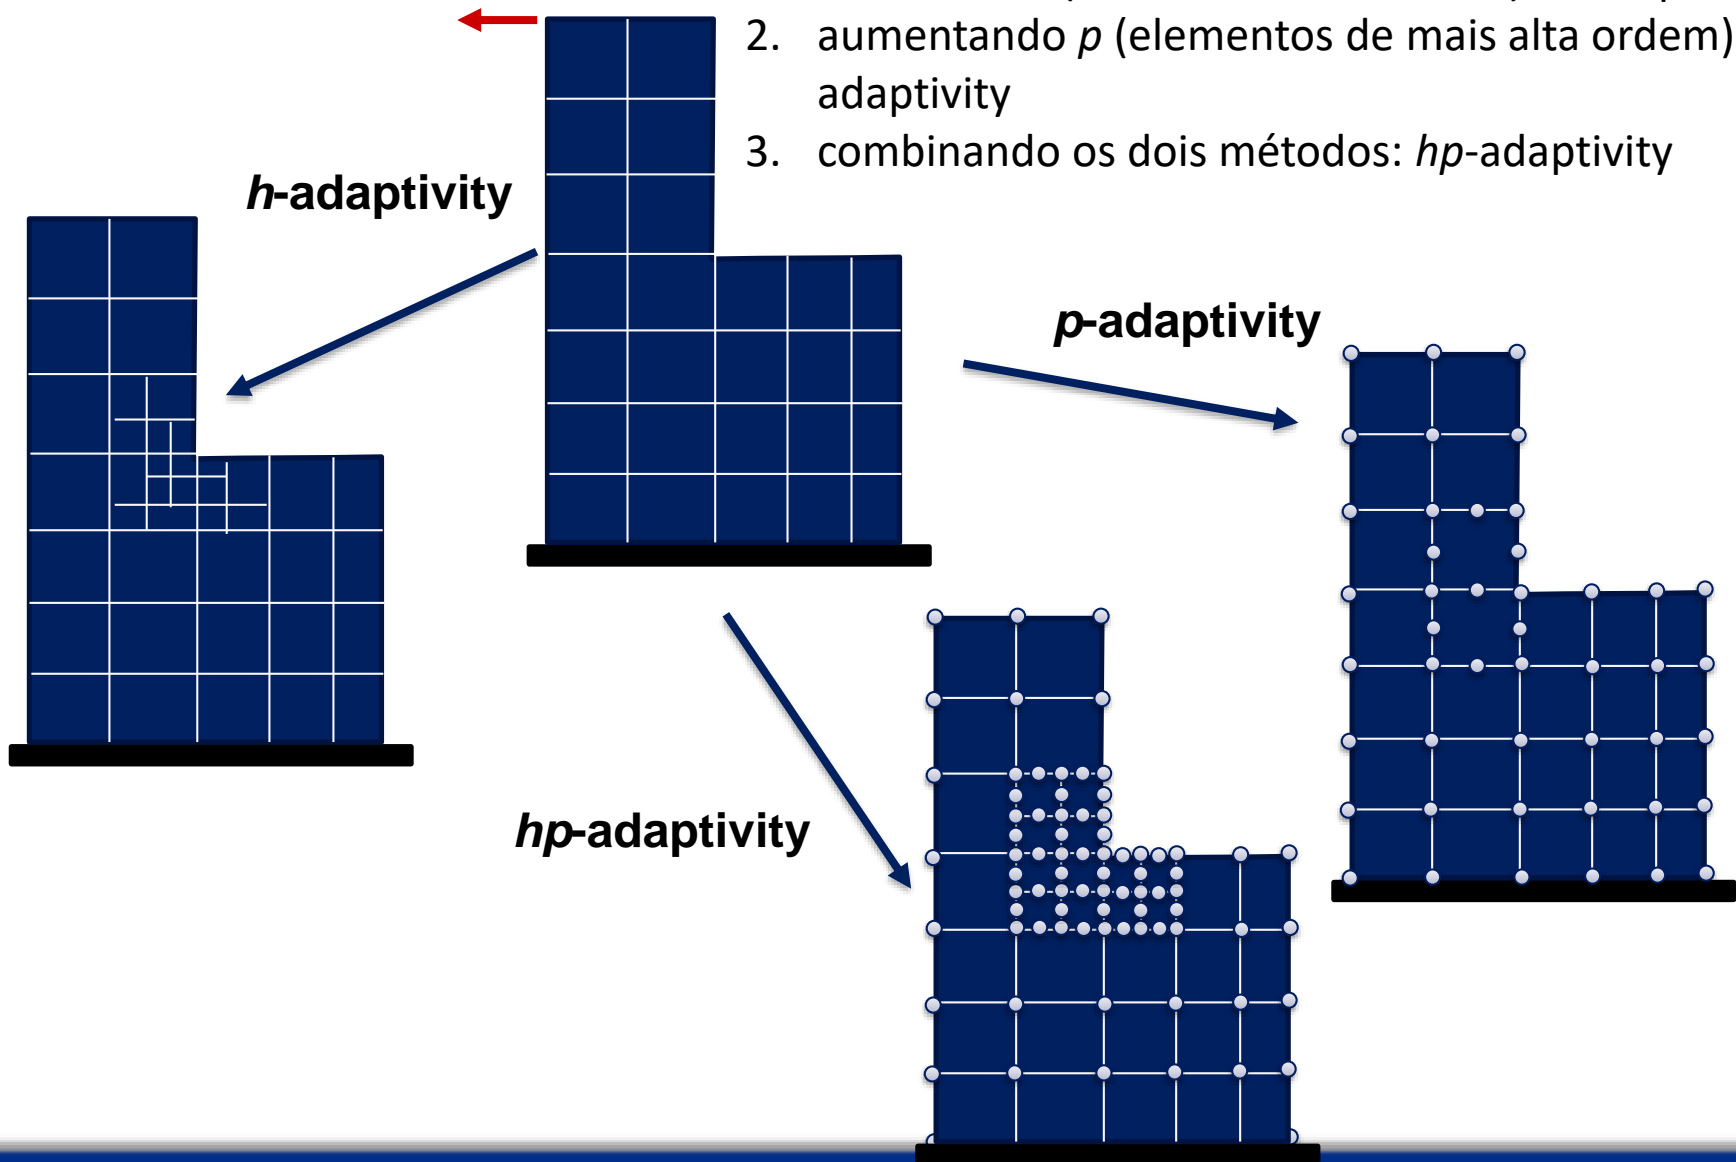 2. aumentando p (elementos de mais alta ordem)
adaptivity
3. combinando os dois métodos: hp-adaptivity
h-adaptivity
p-adaptivity
hp-adaptivity